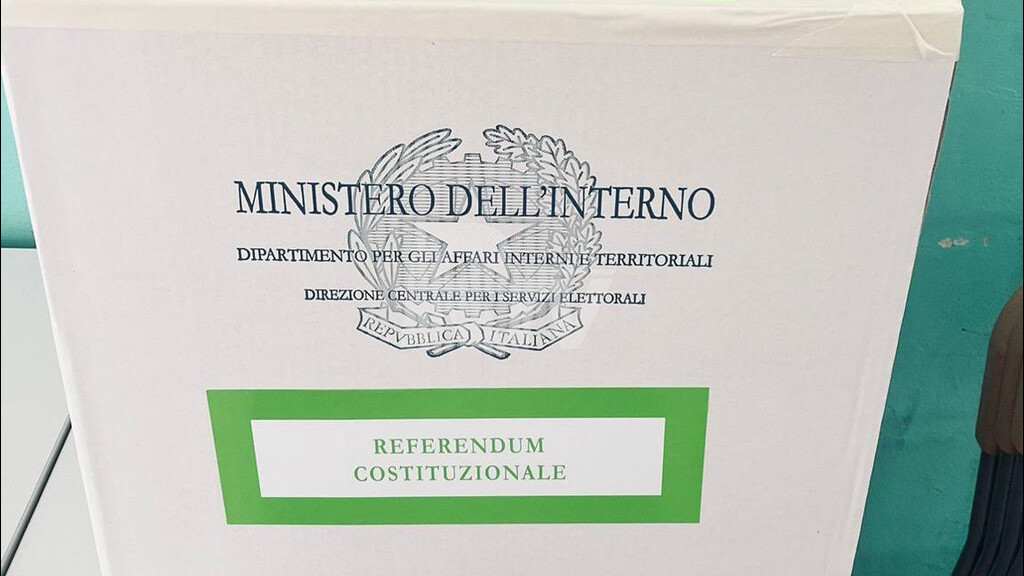 MINISTERO DELL'INTERNO
DIPARTIMENTO PER GLI AFFARI INTERNI E TERRITORIALI
DIREZIONE CENTRALE PER I SERVIZI ELETTORALI
REPVBBLICA ITALIANA
REFERENDUM
COSTITUZIONALE